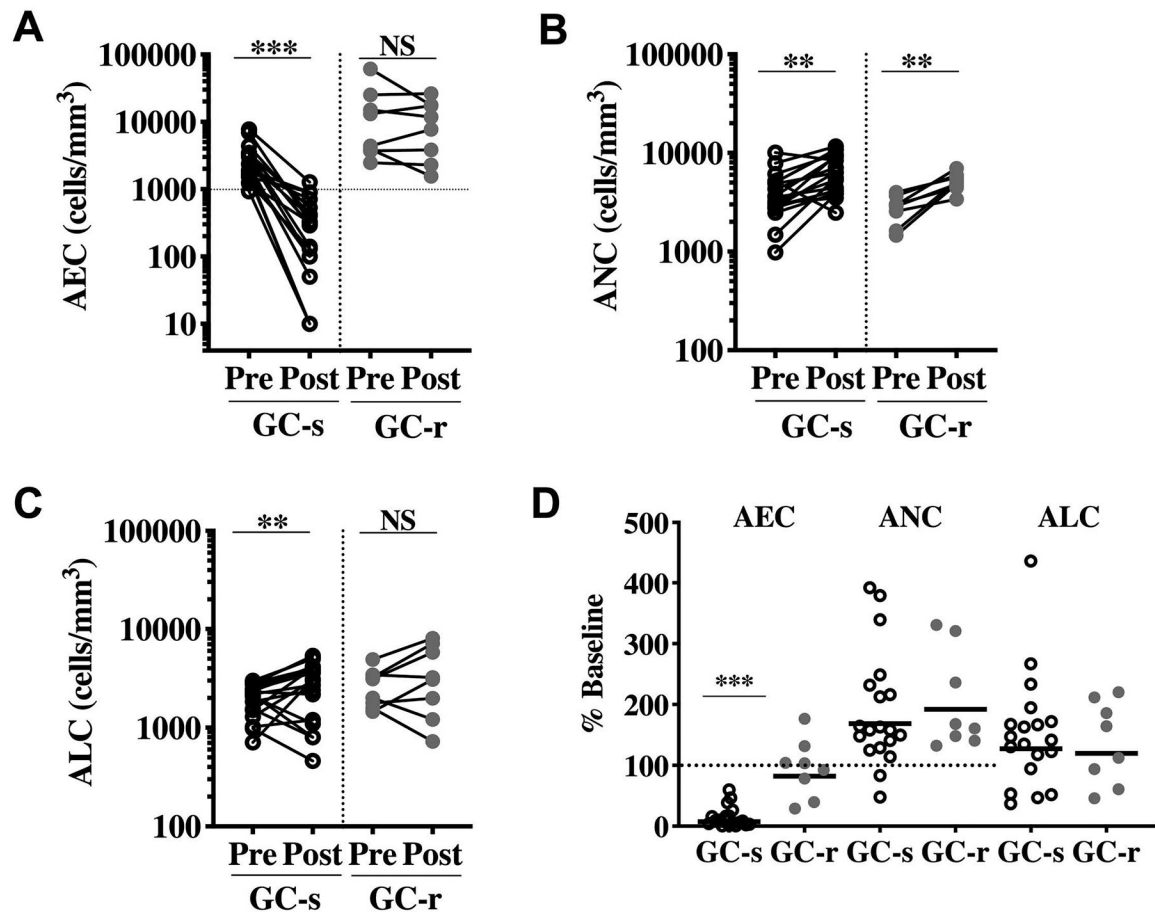 A
AEC (cells/mm³)
100000
10000
1000
100
10
*** NS
Pre Post Pre Post
GC-s GC-r
B
ANC (cells/mm³)
100000
10000
1000
100
** **
Pre Post Pre Post
GC-s GC-r
C
ALC (cells/mm³)
100000
10000
1000
100
** NS
Pre Post Pre Post
GC-s GC-r
D
% Baseline
500
400
300
200
100
0
AEC ANC ALC
***
GC-s GC-r GC-s GC-r GC-s GC-r